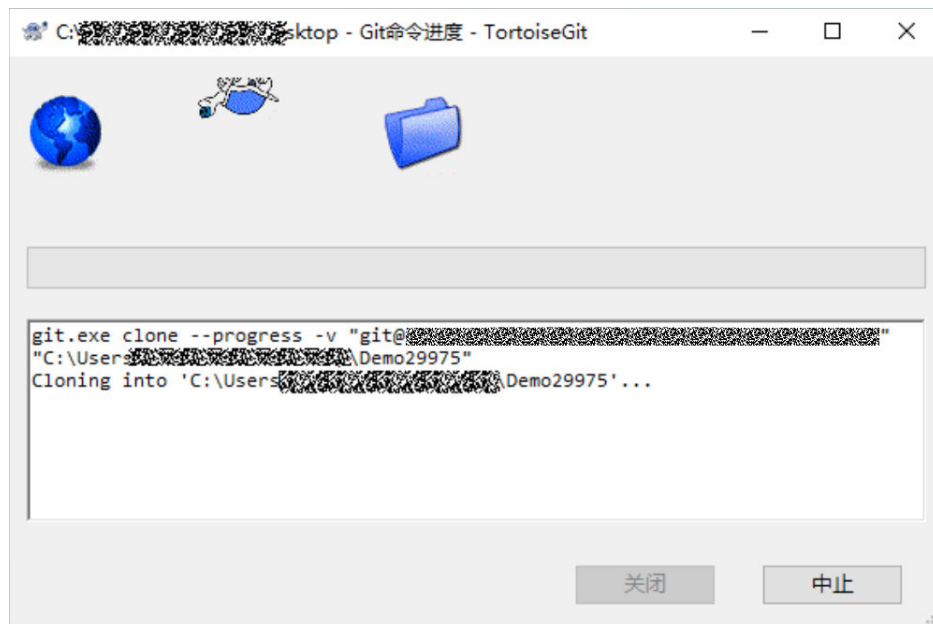 C:\ sktop - Git命令进度 - TortoiseGit
git.exe clone --progress -v "git@ "
"C:\Users \Demo29975"
Cloning into 'C:\Users \Demo29975'...
关闭
中止